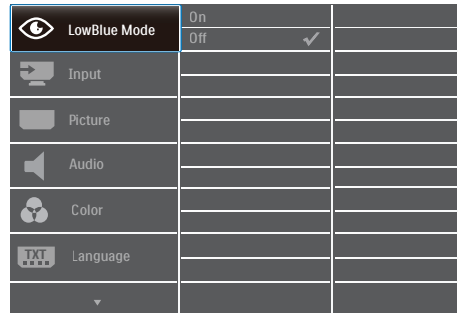 LowBlue Mode
On
Off
Input
Picture
Audio
Color
TXT
Language